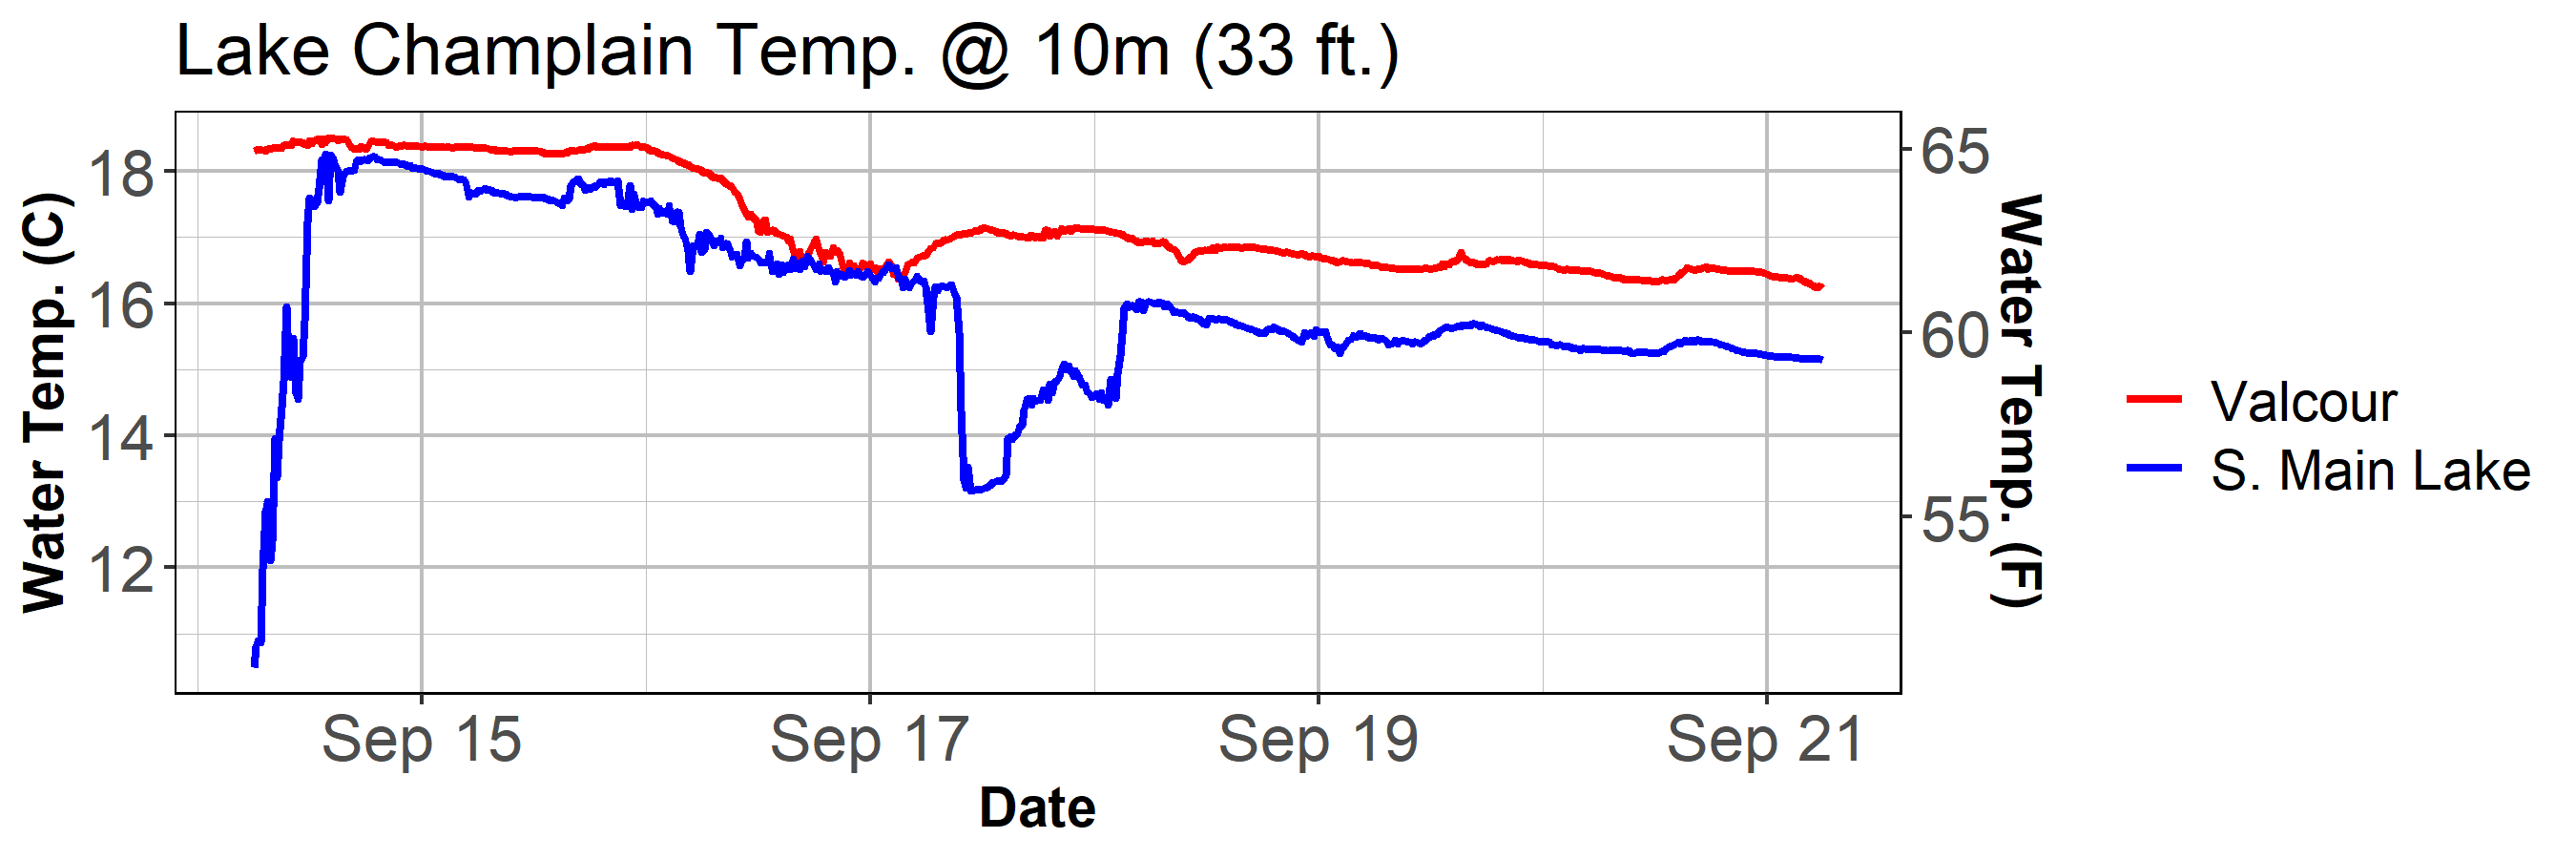 Lake Champlain Temp. @ 10m (33 ft.)
Water Temp. (C)
18
16
14
12
65
60
55
Water Temp. (F)
Sep 15
Sep 17
Sep 19
Sep 21
Date
Valcour
S. Main Lake